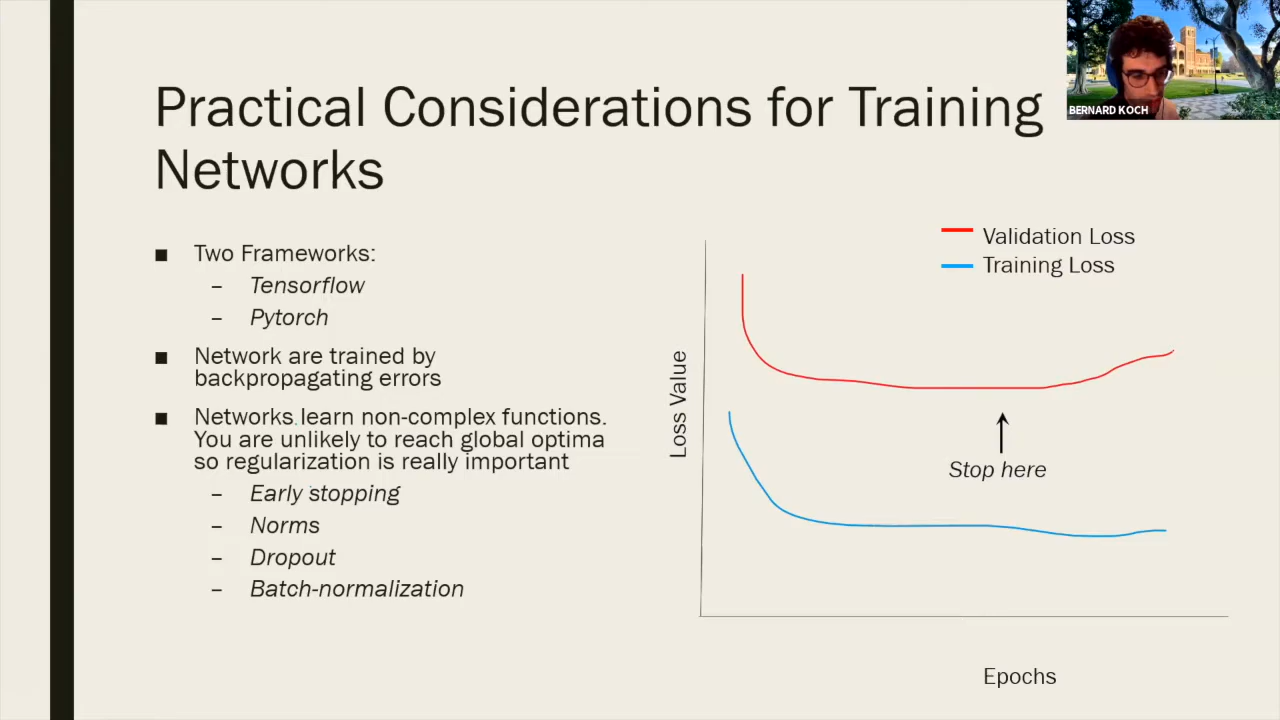 BERNARD KOCH
Practical Considerations for Training
Networks
■ Two Frameworks:
– Tensorflow
– Pytorch
■ Network are trained by
backpropagating errors
■ Networks learn non-complex functions.
You are unlikely to reach global optima
so regularization is really important
– Early stopping
– Norms
– Dropout
– Batch-normalization
Validation Loss
Training Loss
Loss Value
Stop here
Epochs